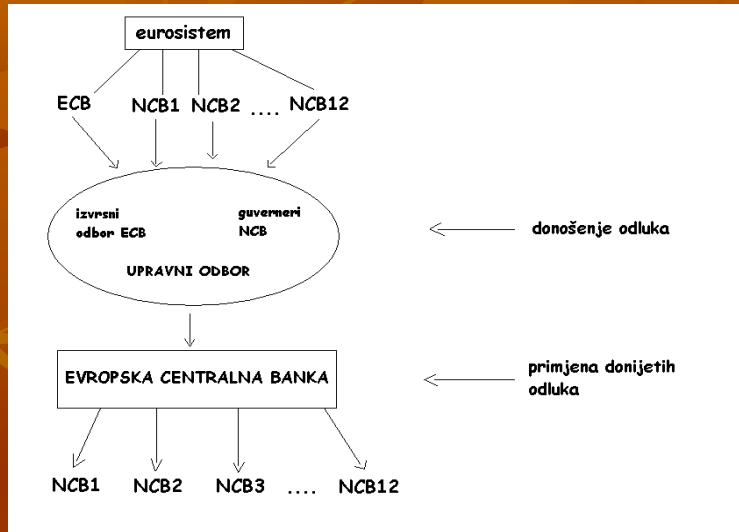 eurosistem
ECB NCB1 NCB2 .... NCB12
izvrsni
odbor ECB
guverneri
NCB
UPRAVNI ODBOR
donošenje odluka
EVROPSKA CENTRALNA BANKA
primjena donijetih
odluka
NCB1 NCB2 NCB3 .... NCB12